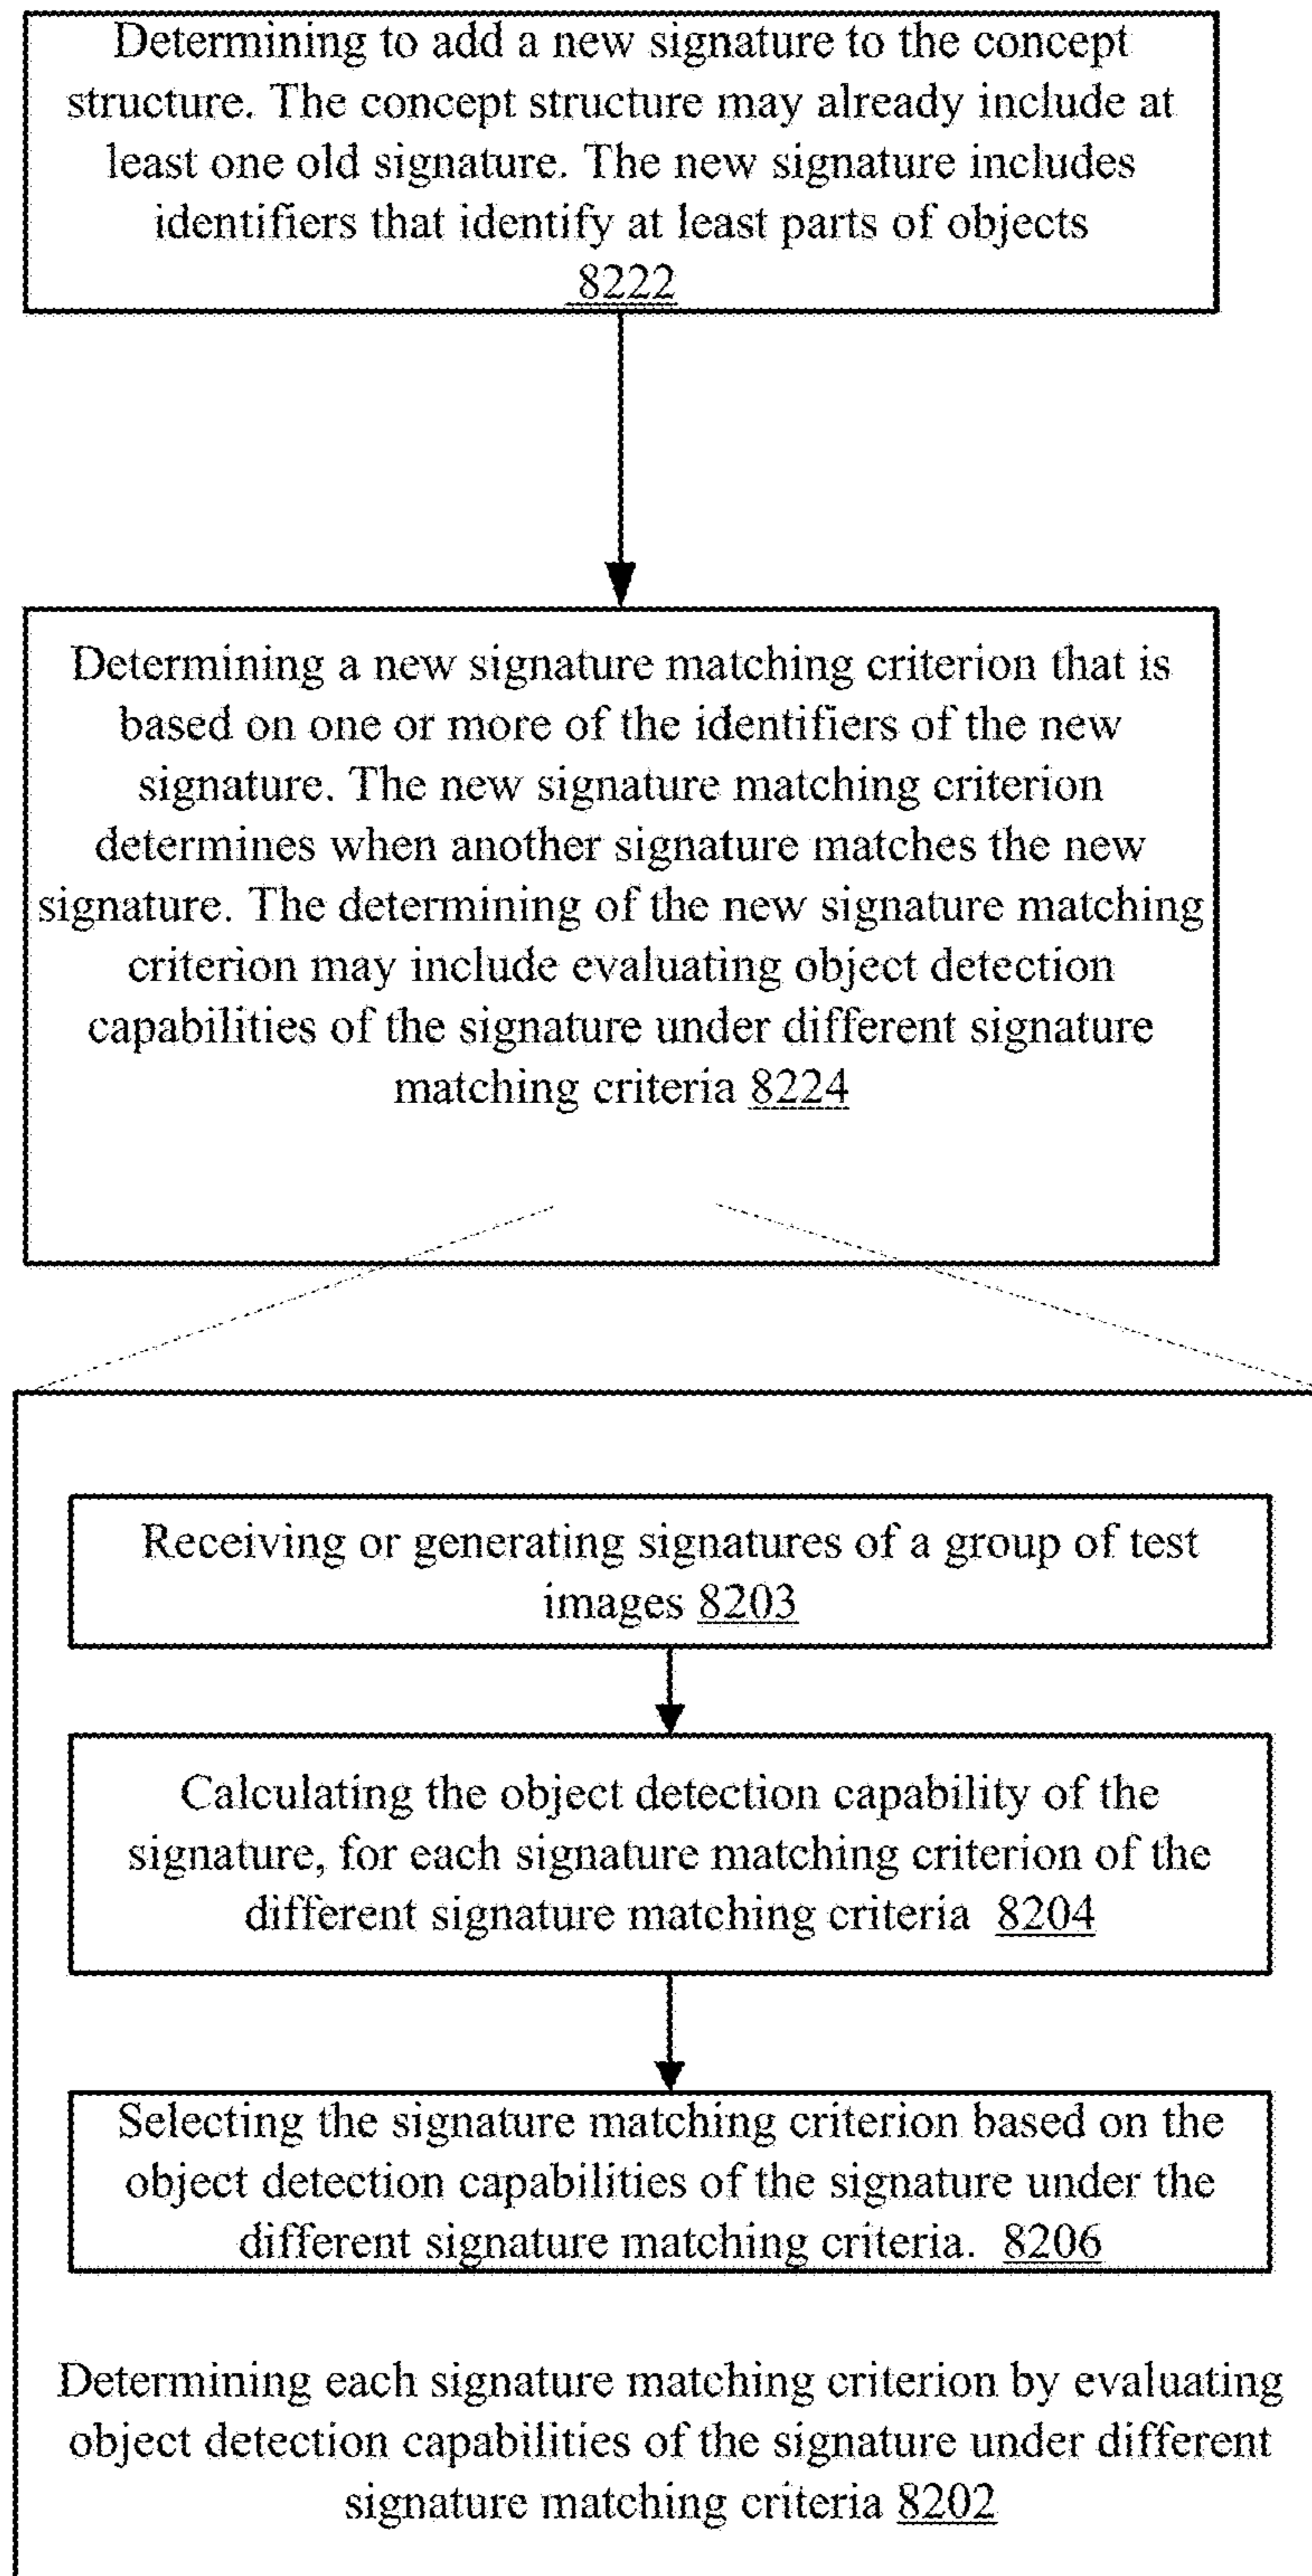 Determining to add a new signature to the concept
structure. The concept structure may already include at
least one old signature. The new signature includes
identifiers that identify at least parts of objects
8222
Determining a new signature matching criterion that is
based on one or more of the identifiers of the new
signature. The new signature matching criterion
determines when another signature matches the new
signature. The determining of the new signature matching
criterion may include evaluating object detection
capabilities of the signature under different signature
matching criteria 8224
Receiving or generating signatures of a group of test
images 8203
Calculating the object detection capability of the
signature, for each signature matching criterion of the
different signature matching criteria 8204
Selecting the signature matching criterion based on the
object detection capabilities of the signature under the
different signature matching criteria. 8206
Determining each signature matching criterion by evaluating
object detection capabilities of the signature under different
signature matching criteria 8202